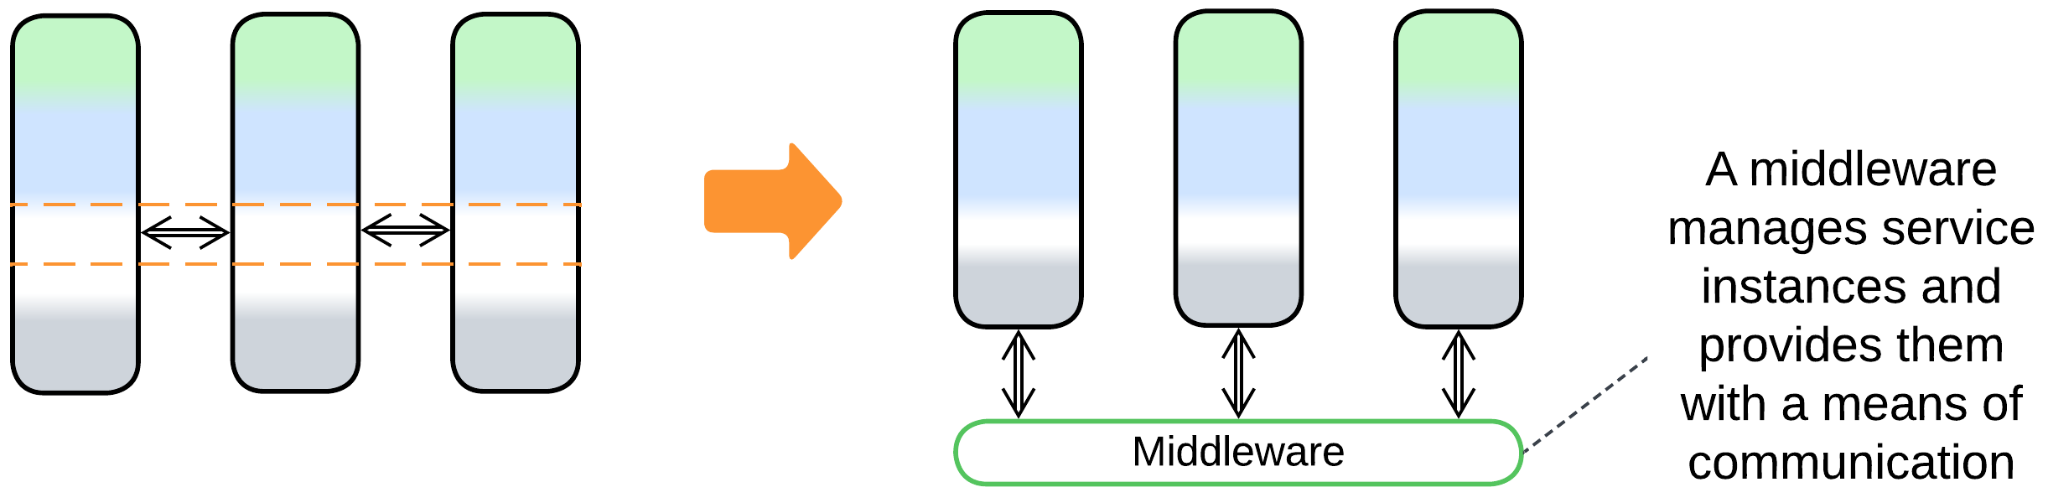 A middleware
manages service
instances and
provides them
with a means of
communication
Middleware